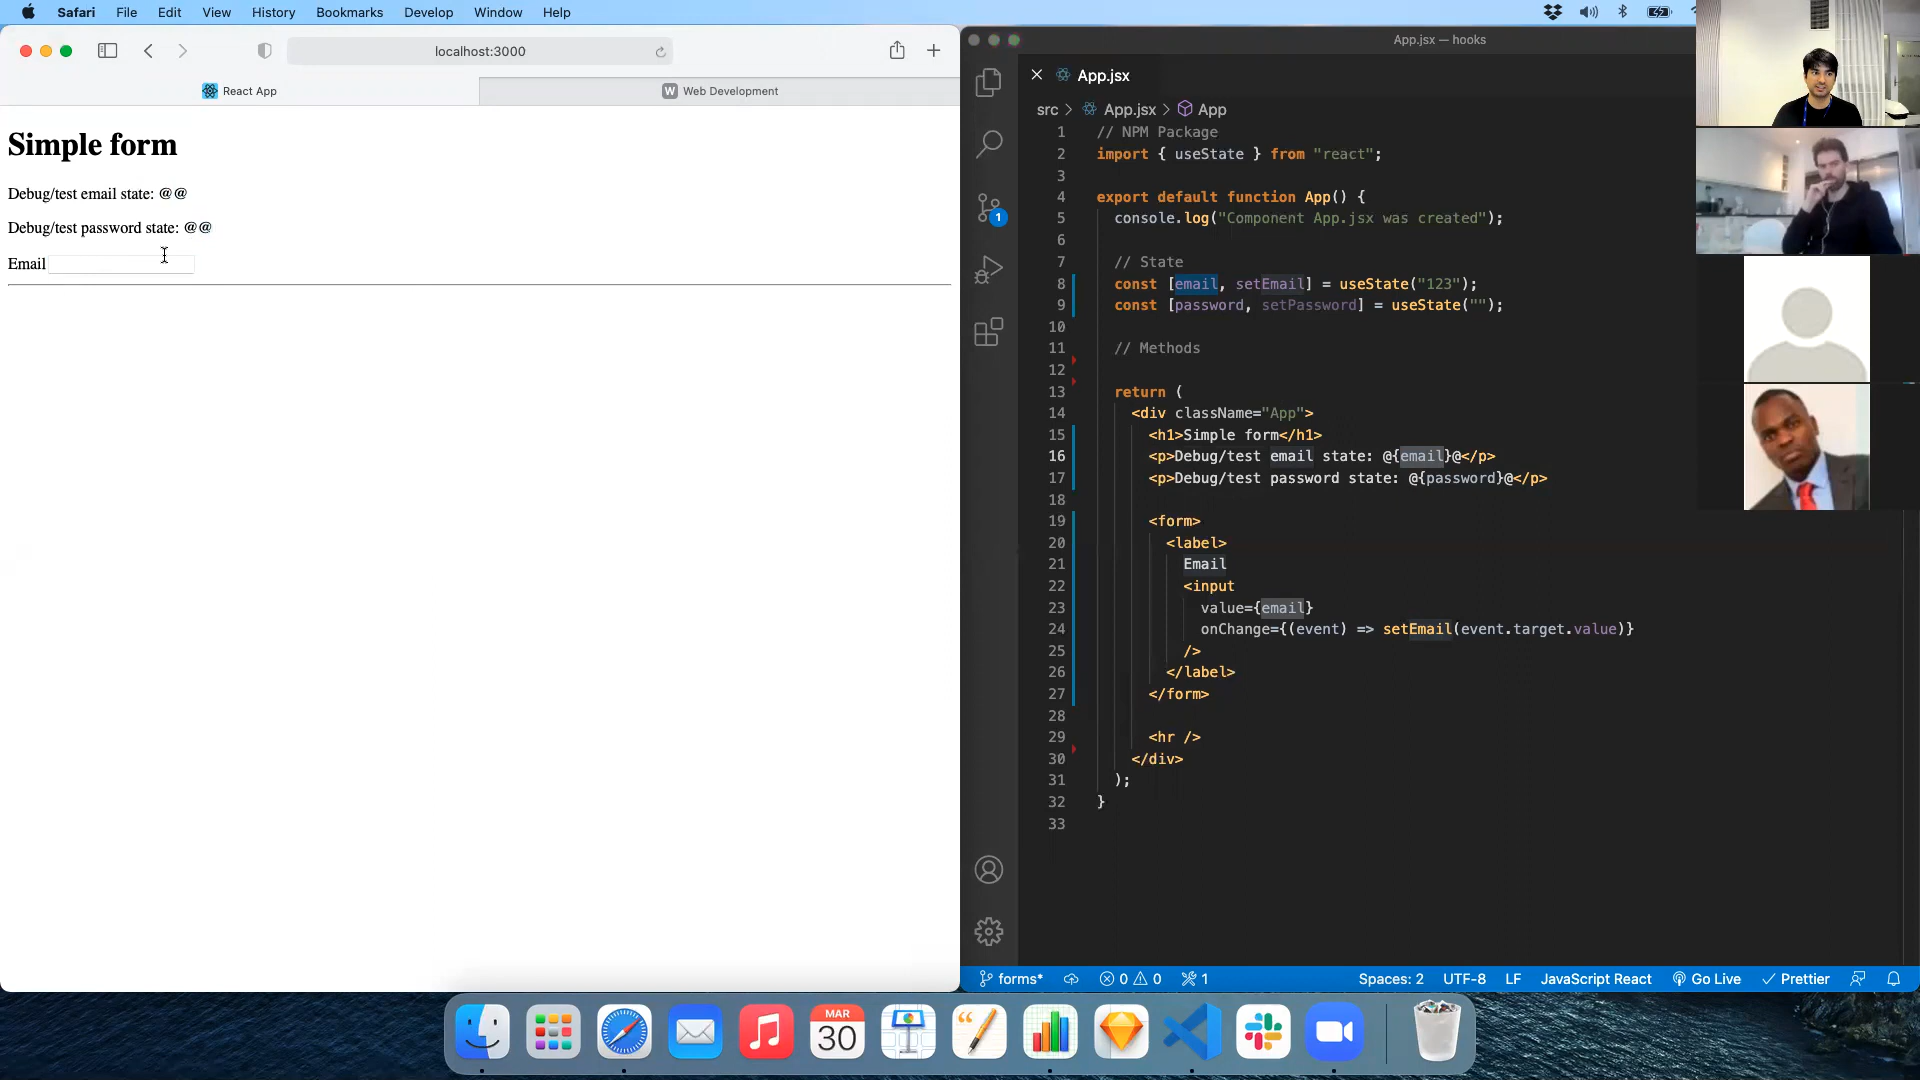 Safari File Edit View History Bookmarks Develop Window Help
localhost:3000
React App
W Web Development
Simple form
Debug/test email state: @@
Debug/test password state: @@
Email
App.jsx — hooks
App.jsx
src > App.jsx > App
1
1 // NPM Package
2 import { useState } from "react";
3
4 export default function App() {
5 console.log("Component App.jsx was created");
6
7 // State
8 const [email, setEmail] = useState("123");
9 const [password, setPassword] = useState("");
10
11 // Methods
12
13 return (
14 <div className="App">
15 <h1>Simple form</h1>
16 <p>Debug/test email state: @{email}@</p>
17 <p>Debug/test password state: @{password}@</p>
18
19 <form>
20 <label>
21 Email
22 <input
23 value={email}
24 onChange={(event) => setEmail(event.target.value)}
25 />
26 </label>
27 </form>
28
29 <hr />
30 </div>
31 );
32 }
33
forms* 0 0 1 Spaces: 2 UTF-8 LF JavaScript React Go Live Prettier
MAR
30